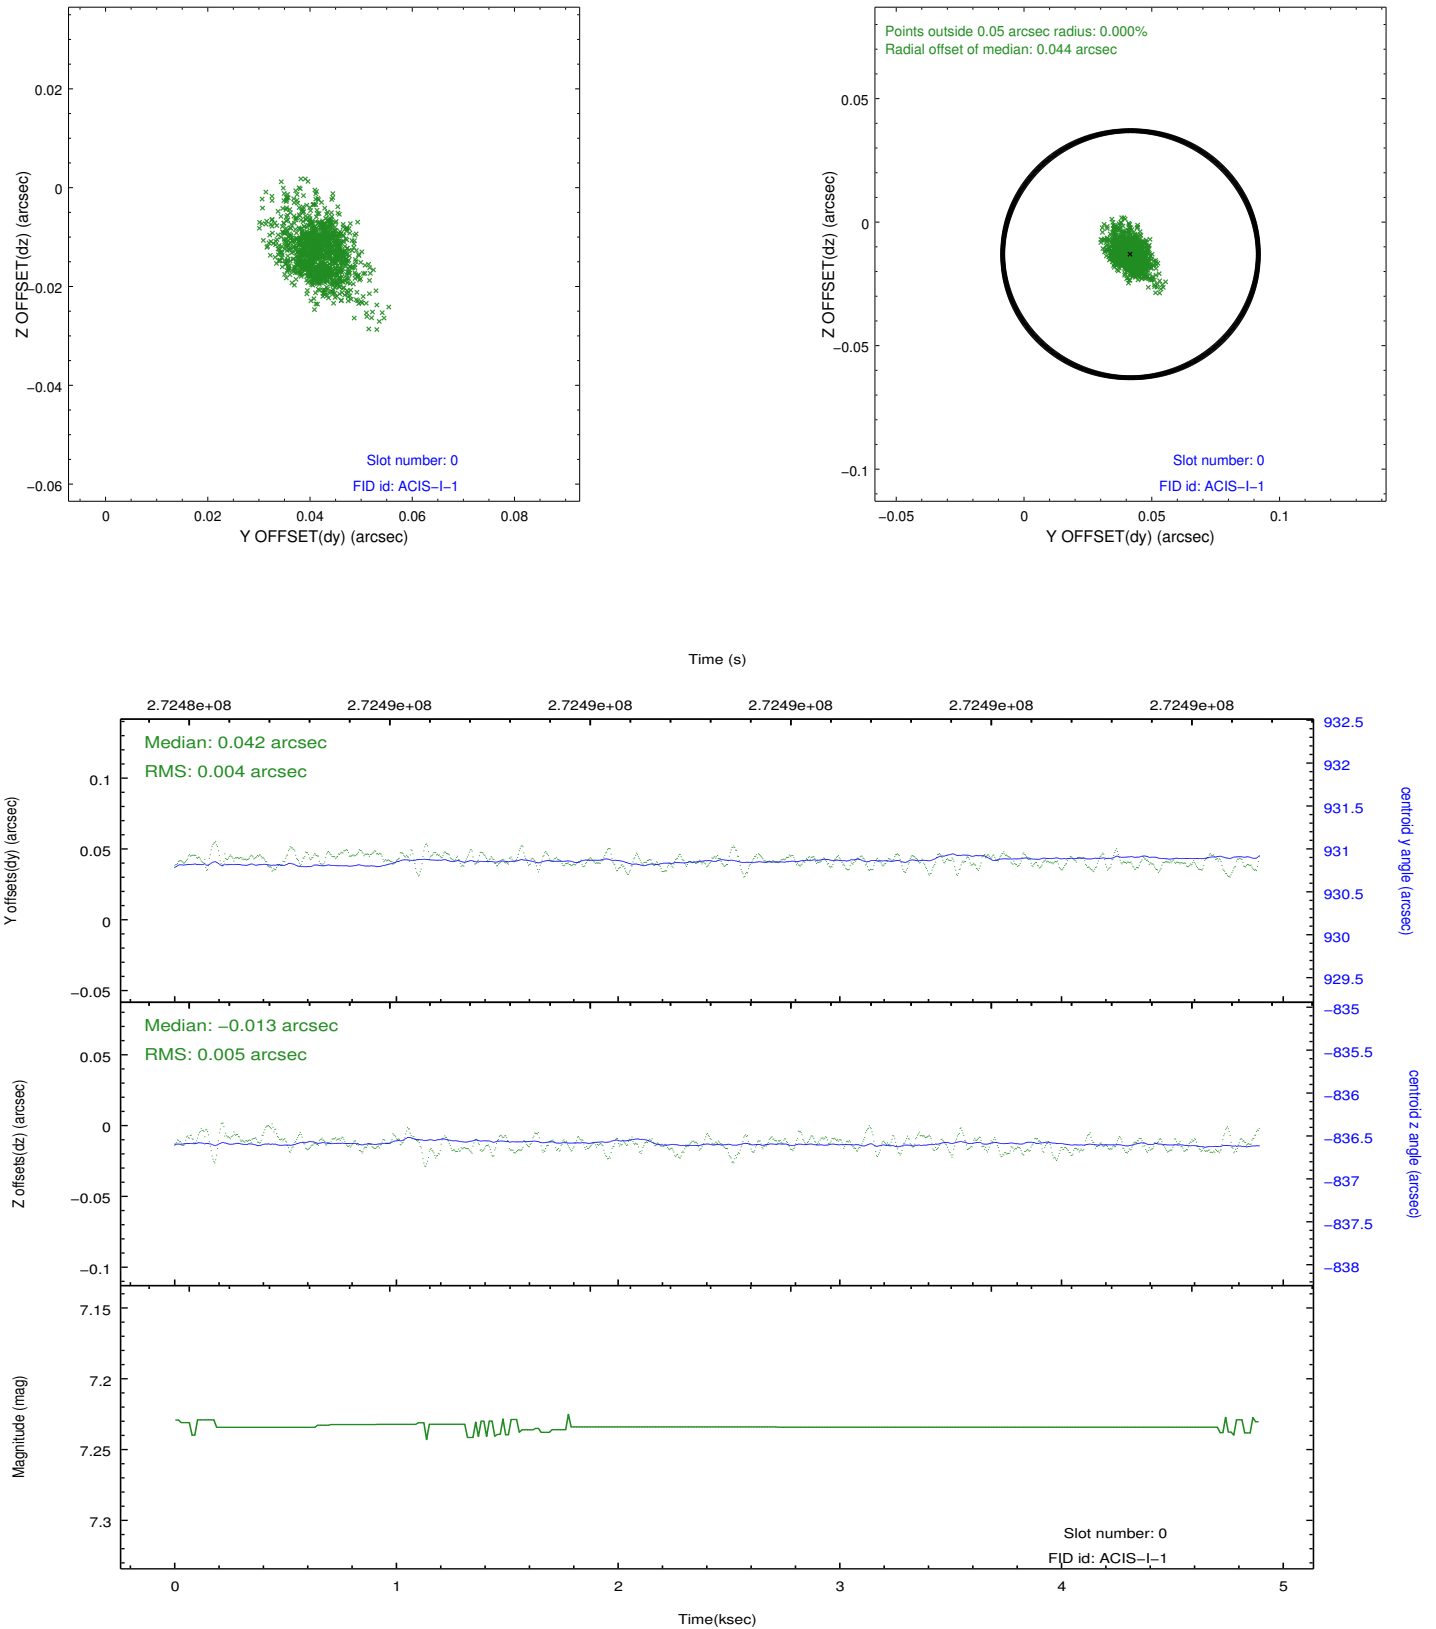 0.02
0
−0.02
−0.04
−0.06
Z OFFSET(dz) (arcsec)
Slot number: 0
FID id: ACIS−I−1
0
0.02
0.04
0.06
0.08
Y OFFSET(dy) (arcsec)
Points outside 0.05 arcsec radius: 0.000%
Radial offset of median: 0.044 arcsec
0.05
0
−0.05
−0.1
Z OFFSET(dz) (arcsec)
Slot number: 0
FID id: ACIS−I−1
−0.05
0
0.05
0.1
Y OFFSET(dy) (arcsec)
Time (s)
2.7248e+08
2.7249e+08
2.7249e+08
2.7249e+08
2.7249e+08
2.7249e+08
Median: 0.042 arcsec
RMS: 0.004 arcsec
0.1
0.05
0
−0.05
Y offsets(dy) (arcsec)
932.5
932
931.5
931
930.5
930
929.5
centroid y angle (arcsec)
Median: −0.013 arcsec
RMS: 0.005 arcsec
0.05
0
−0.05
−0.1
Z offsets(dz) (arcsec)
−835
−835.5
−836
−836.5
−837
−837.5
−838
centroid z angle (arcsec)
7.15
7.2
7.25
7.3
Magnitude (mag)
Slot number: 0
FID id: ACIS−I−1
0
1
2
3
4
5
Time(ksec)